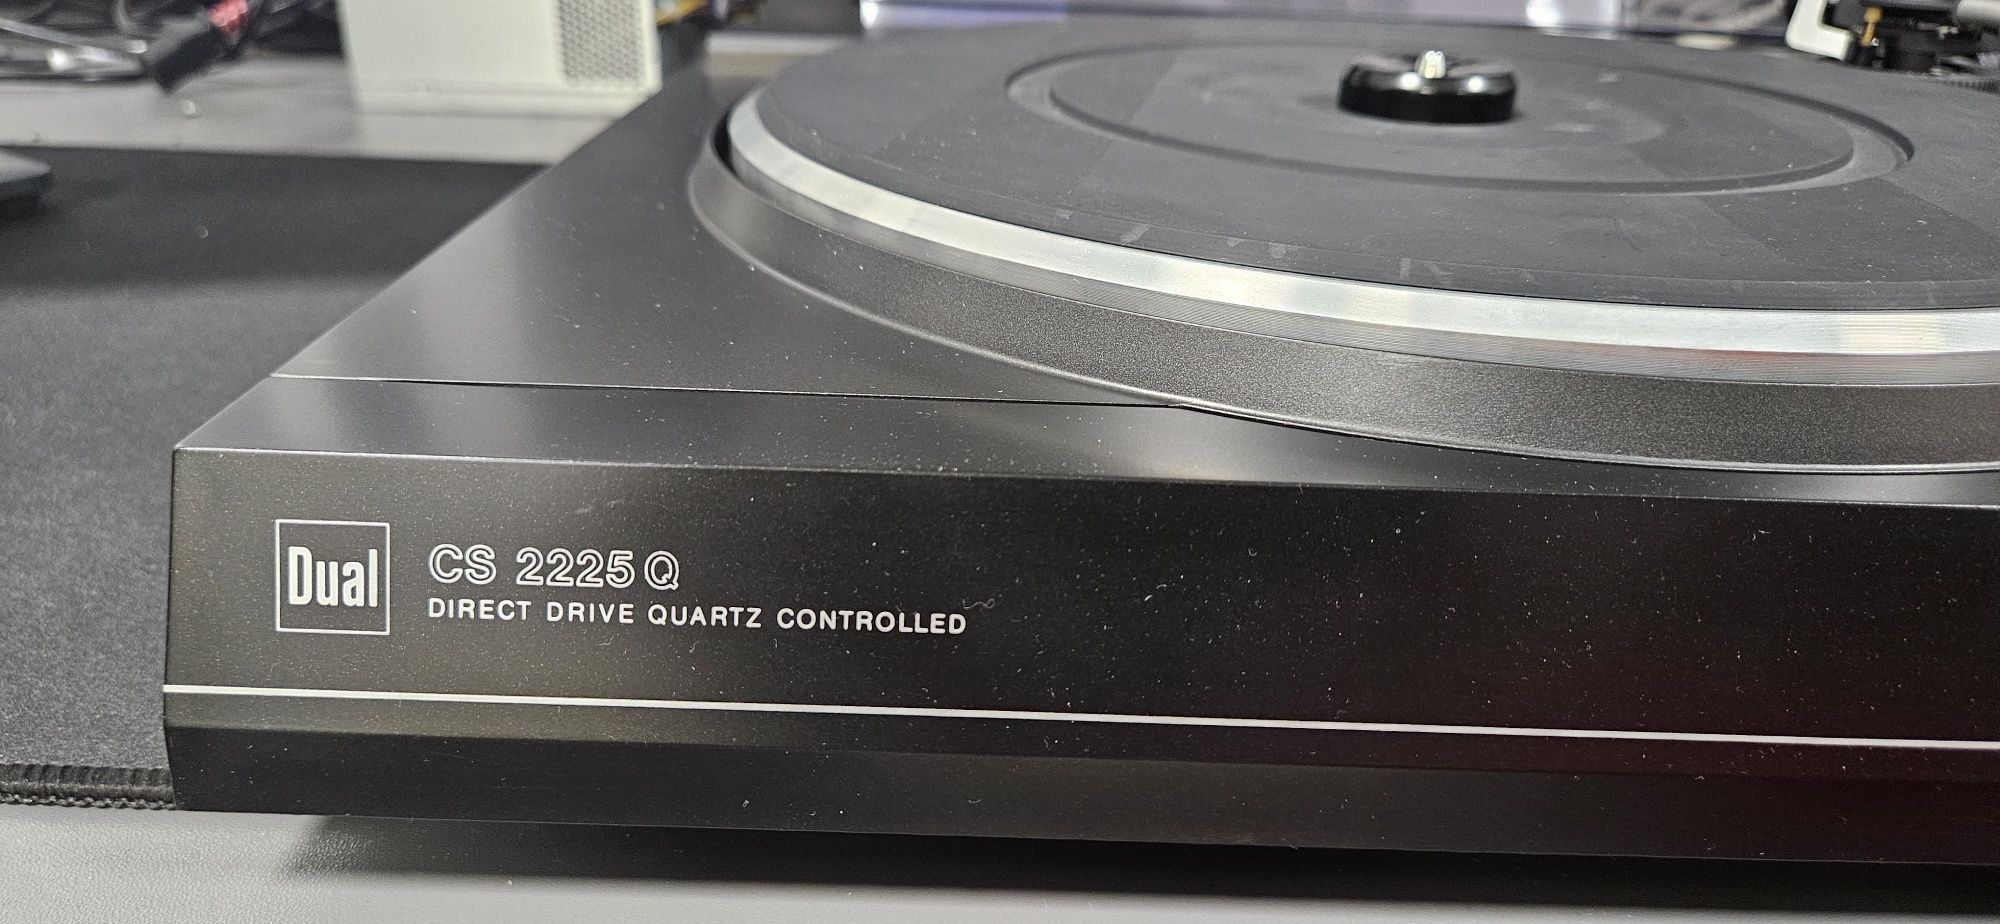 Dual
CS 2225 Q
DIRECT DRIVE QUARTZ CONTROLLED